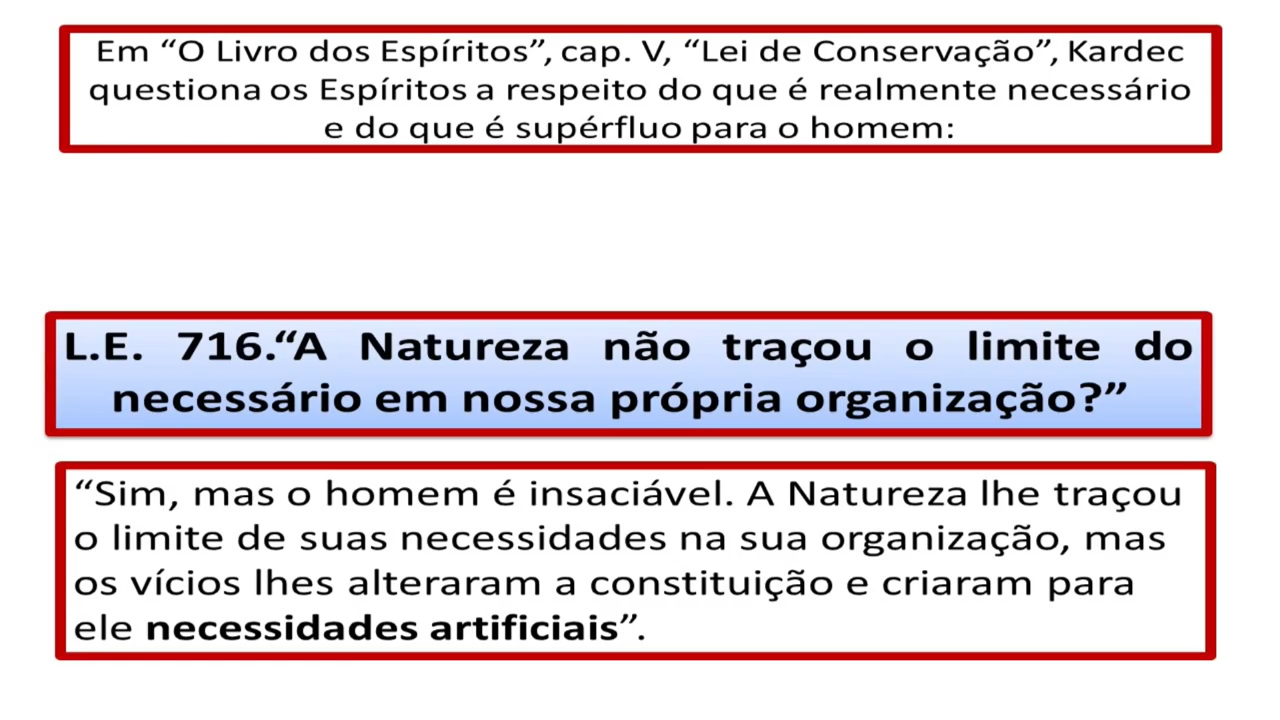 Em “O Livro dos Espíritos”, cap. V, “Lei de Conservação”, Kardec
questiona os Espíritos a respeito do que é realmente necessário
e do que é supérfluo para o homem:
L.E. 716.“A Natureza não traçou o limite do
necessário em nossa própria organização?”
“Sim, mas o homem é insaciável. A Natureza lhe traçou
o limite de suas necessidades na sua organização, mas
os vícios lhes alteraram a constituição e criaram para
ele necessidades artificiais”.